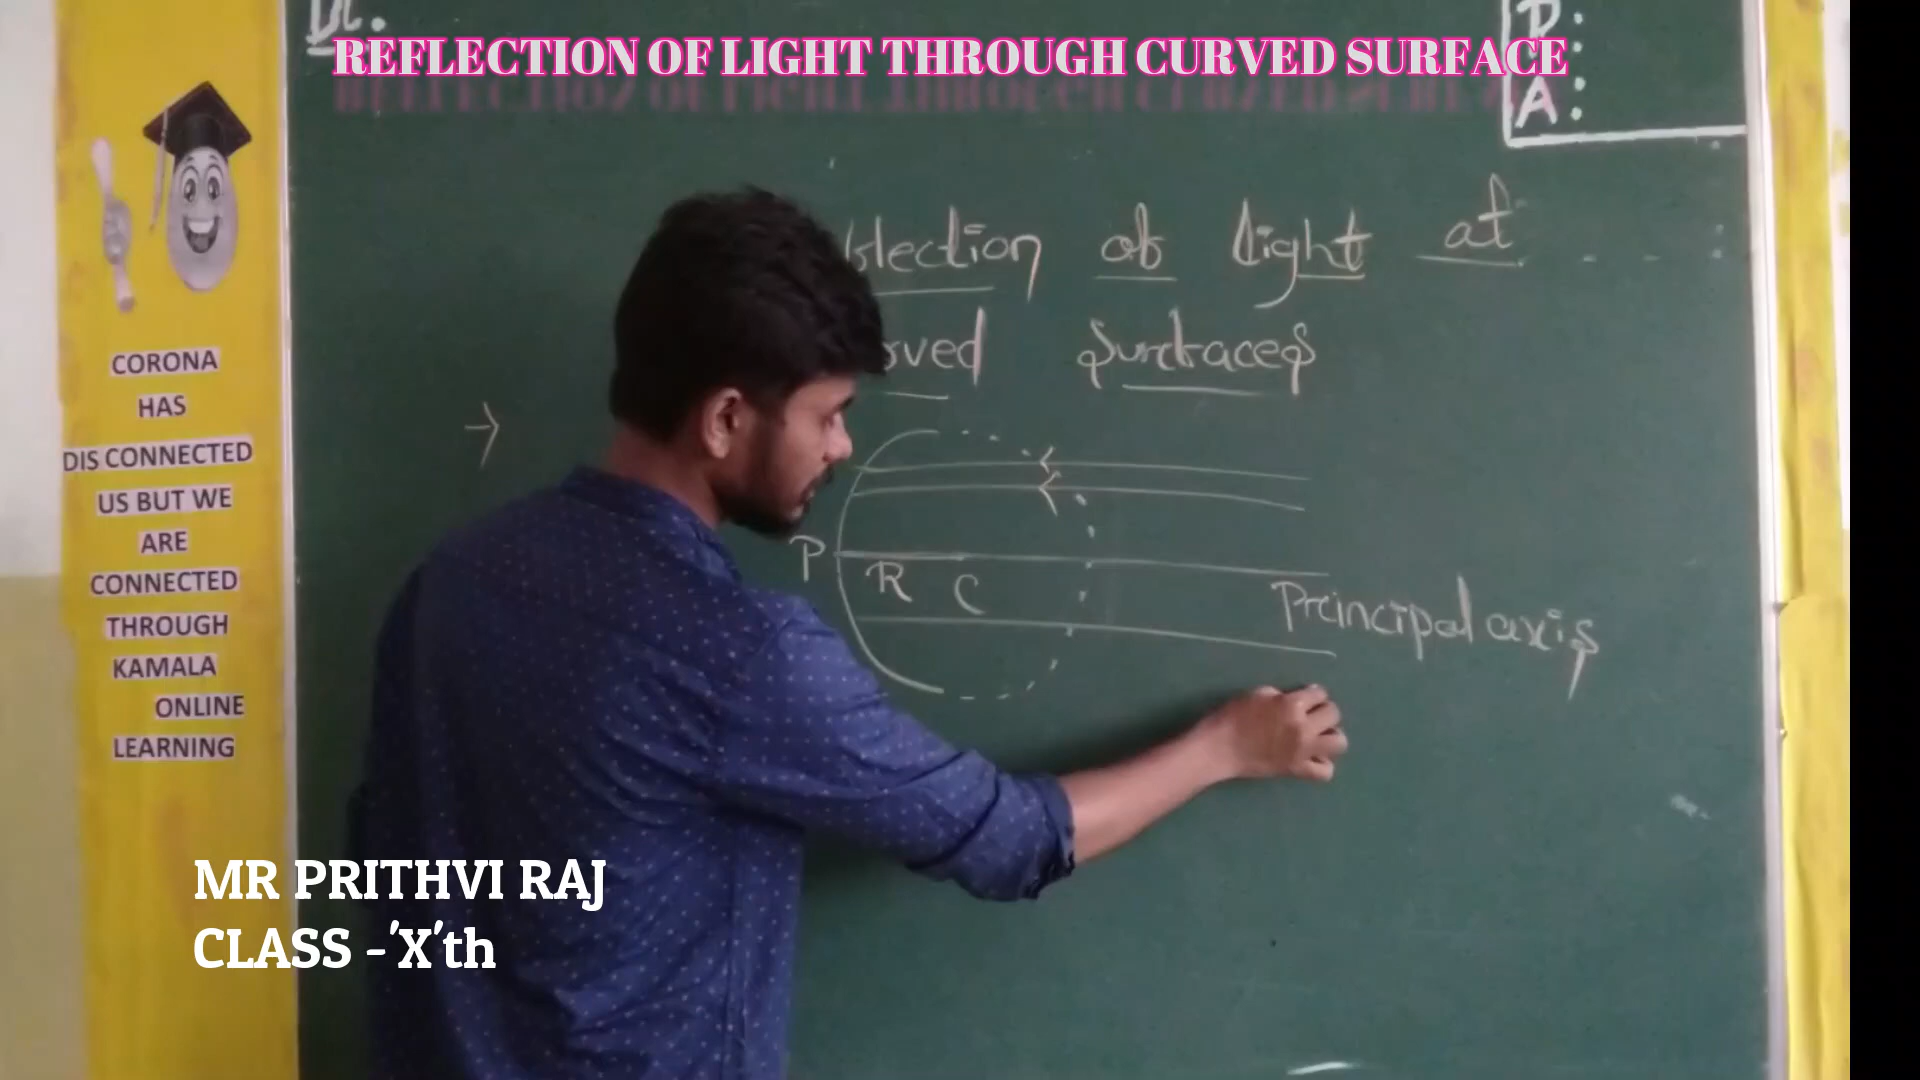 REFLECTION OF LIGHT THROUGH CURVED SURFACE
D:
A:
of Light at
surfaces
P
R C
Principal axis
CORONA
HAS
DIS CONNECTED
US BUT WE
ARE
CONNECTED
THROUGH
KAMALA
ONLINE
LEARNING
MR PRITHVI RAJ
CLASS -'X'th